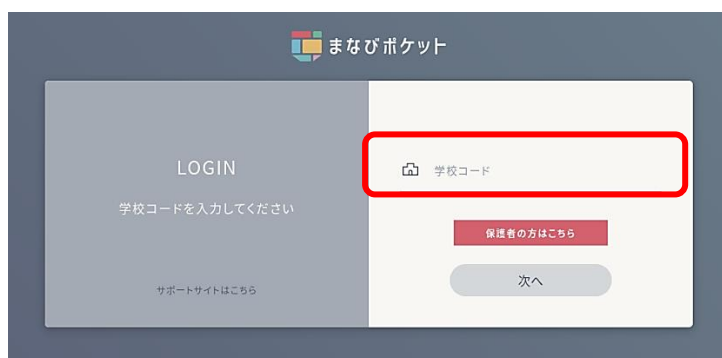 まなびポケット
LOGIN
学校コードを入力してください
サポートサイトはこちら
学校コード
保護者の方はこちら
次へ